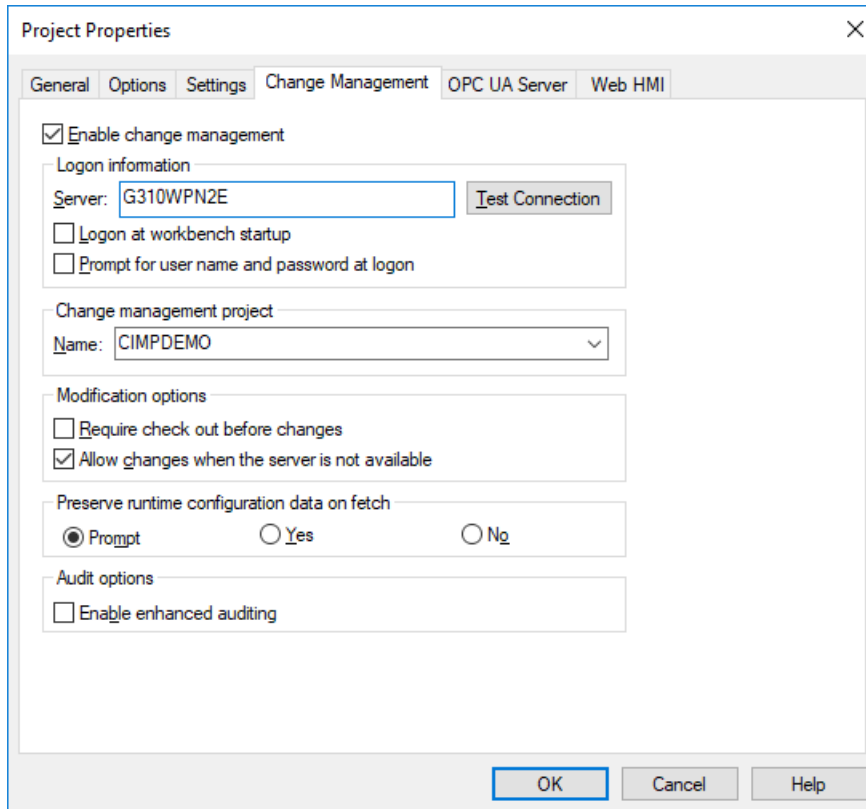 Project Properties
General Options Settings Change Management OPC UA Server Web HMI
Enable change management
Logon information
Server: G310WPN2E Test Connection
Logon at workbench startup
Prompt for user name and password at logon
Change management project
Name: CIMPDEMO
Modification options
Require check out before changes
Allow changes when the server is not available
Preserve runtime configuration data on fetch
Prompt Yes No
Audit options
Enable enhanced auditing
OK Cancel Help